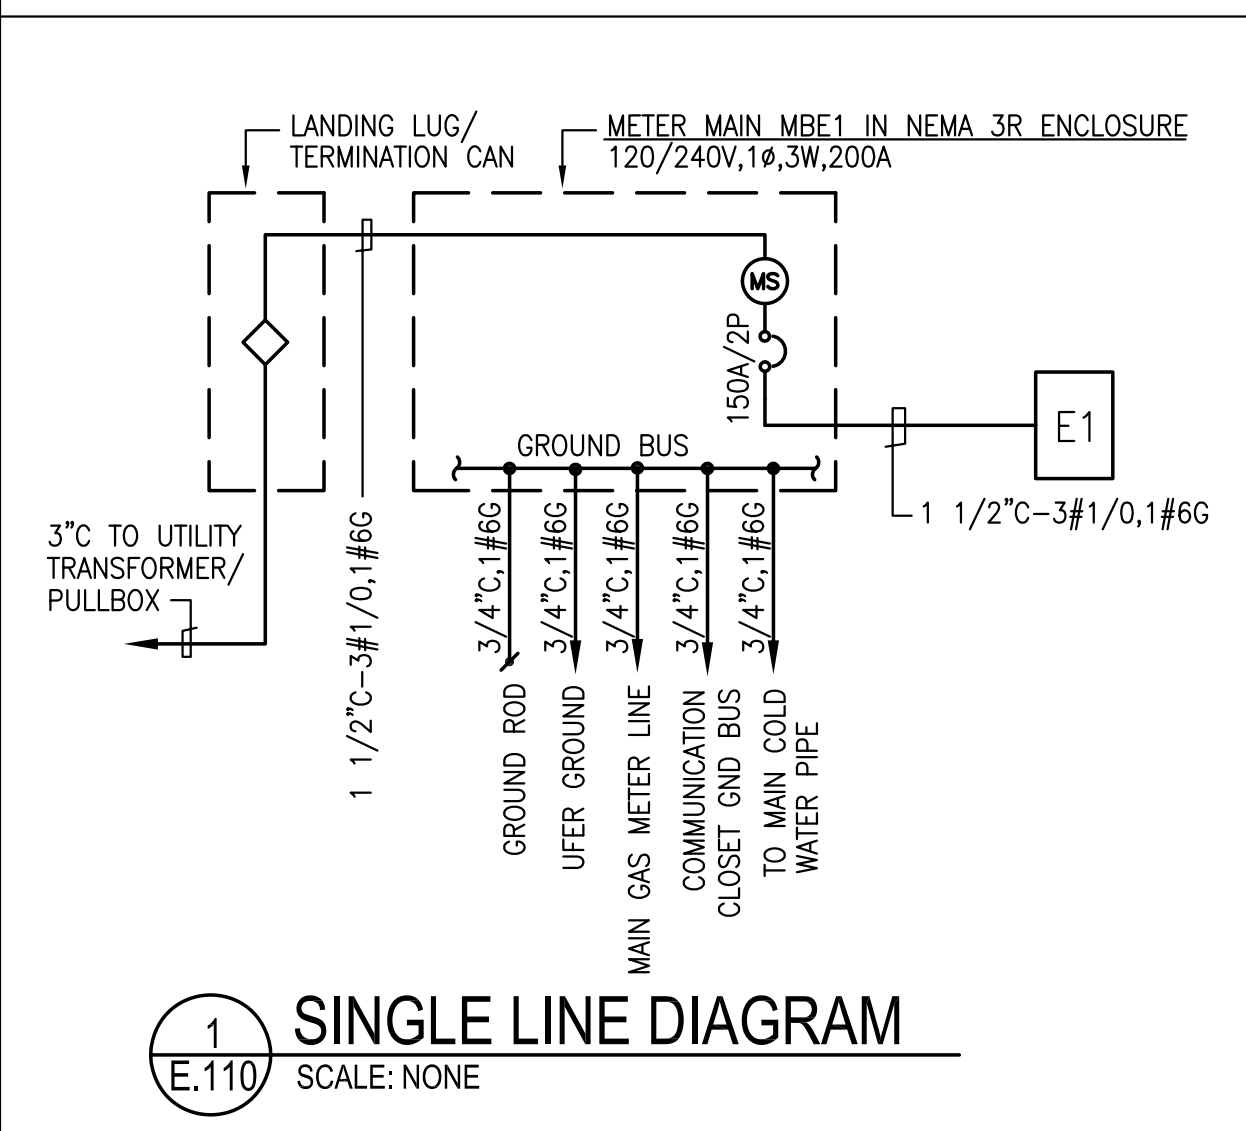 LANDING LUG/
TERMINATION CAN
METER MAIN MBE1 IN NEMA 3R ENCLOSURE
120/240V,1ø,3W,200A
MS
150A/2P
E1
GROUND BUS
1 1/2"C-3#1/0,1#6G
3"C TO UTILITY
TRANSFORMER/
PULLBOX
1 1/2"C-3#1/0,1#6G
3/4"C,1#6G
3/4"C,1#6G
3/4"C,1#6G
3/4"C,1#6G
3/4"C,1#6G
GROUND ROD
UFER GROUND
MAIN GAS METER LINE
COMMUNICATION
CLOSET GND BUS
TO MAIN COLD
WATER PIPE
1
E.110
SINGLE LINE DIAGRAM
SCALE: NONE